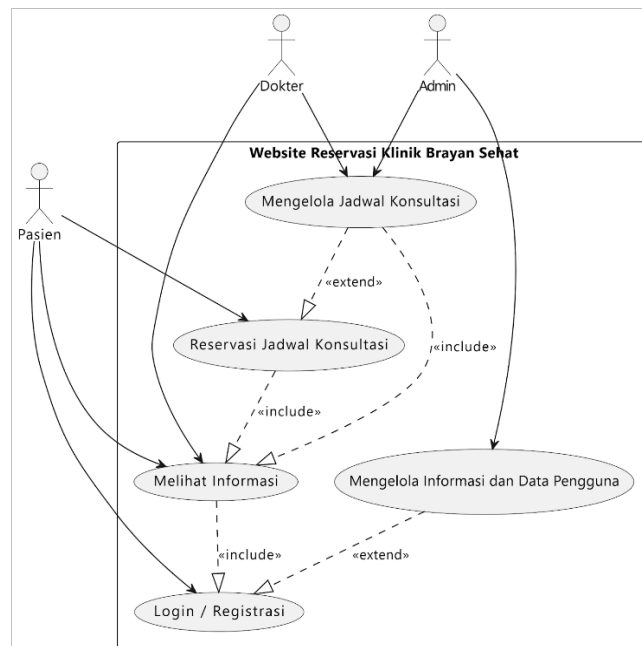 Dokter
Admin
Website Reservasi Klinik Brayan Sehat
Pasien
Mengelola Jadwal Konsultasi
«extend»
Reservasi Jadwal Konsultasi
«include»
«include»
Melihat Informasi
Mengelola Informasi dan Data Pengguna
«include»
«extend»
Login / Registrasi